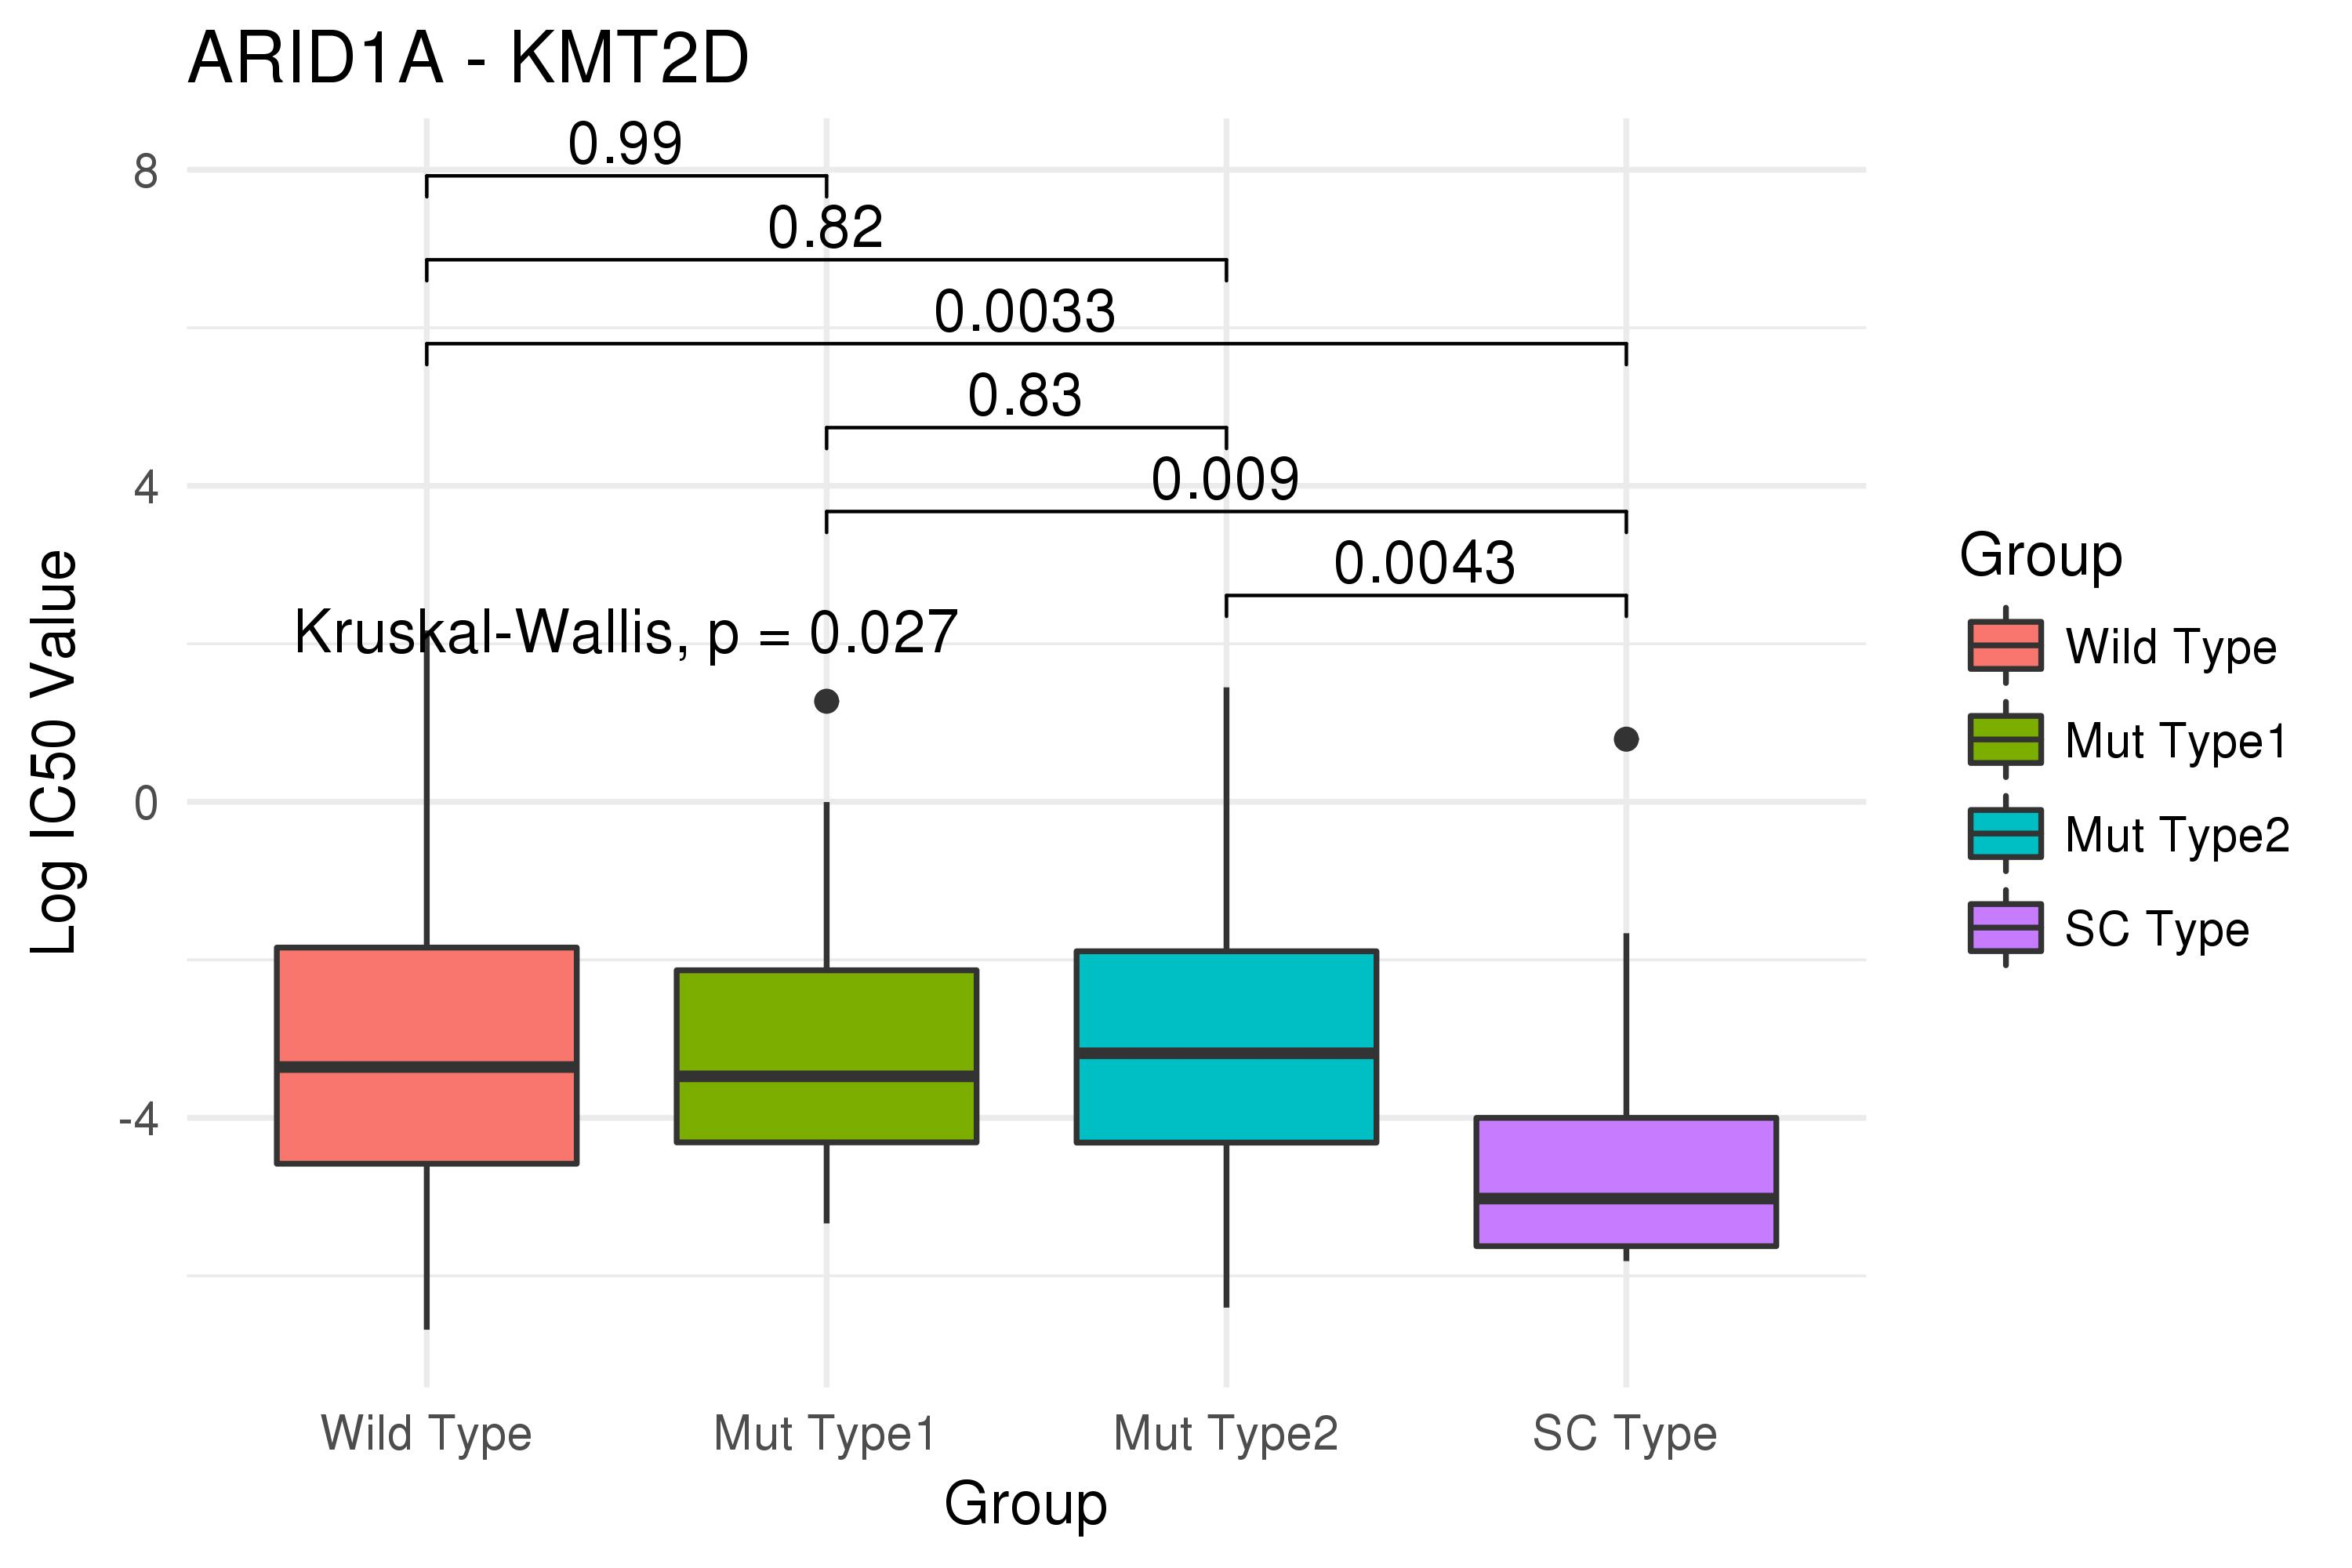 ARID1A - KMT2D
0.99
8
0.82
0.0033
0.83
4
0.009
0.0043
Kruskal-Wallis, p = 0.027
0
-4
Log IC50 Value
Wild Type
Mut Type1
Mut Type2
SC Type
Group
Group
Wild Type
Mut Type1
Mut Type2
SC Type